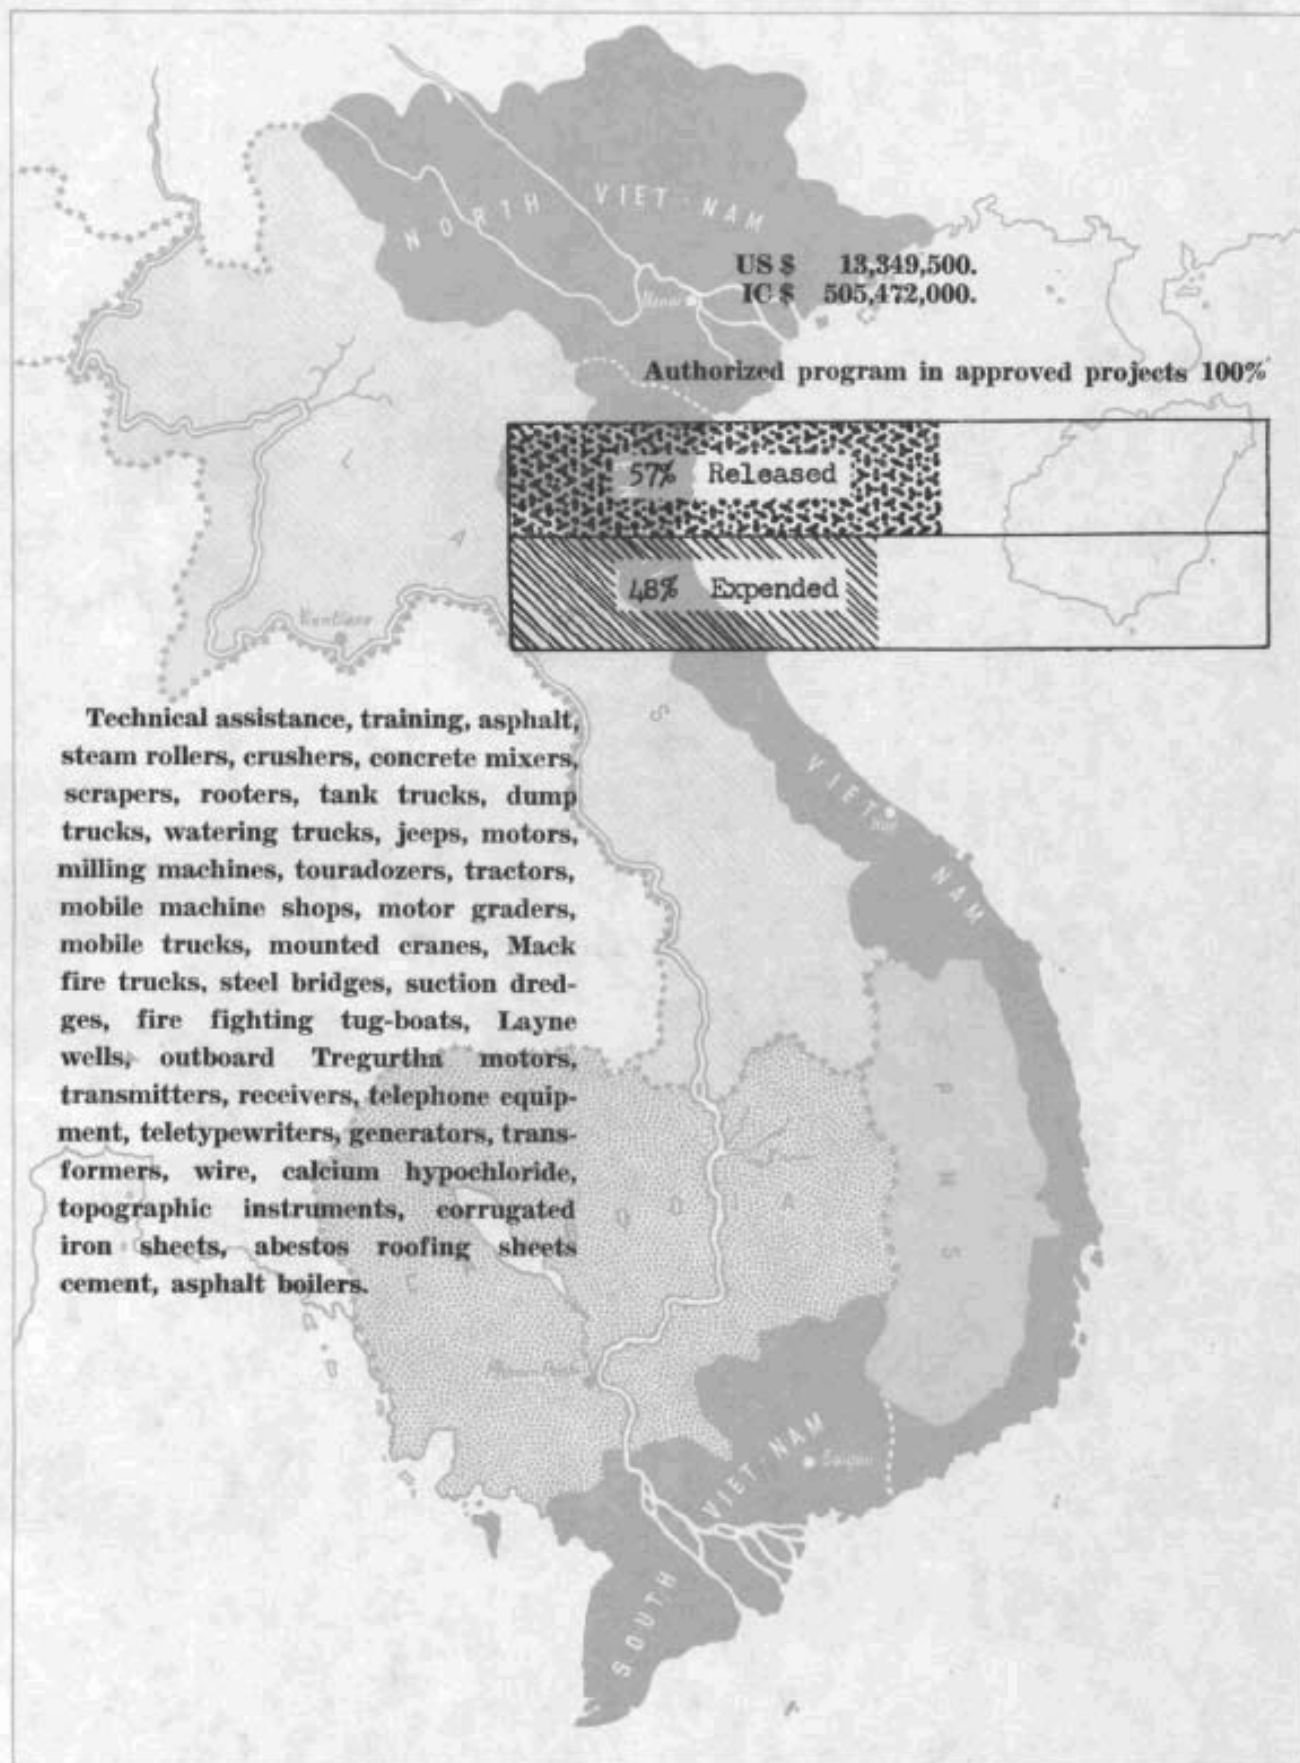 NORTH VIET-NAM
US $ 13,349,500.
IC $ 505,472,000.
Hanoi
Authorized program in approved projects 100%
57% Released
48% Expended
L A O S
Vientiane
Technical assistance, training, asphalt,
steam rollers, crushers, concrete mixers,
scrapers, rooters, tank trucks, dump
trucks, watering trucks, jeeps, motors,
milling machines, touradozers, tractors,
mobile machine shops, motor graders,
mobile trucks, mounted cranes, Mack
fire trucks, steel bridges, suction dred-
ges, fire fighting tug-boats, Layne
wells, outboard Tregurtha motors,
transmitters, receivers, telephone equip-
ment, teletypewriters, generators, trans-
formers, wire, calcium hypochloride,
topographic instruments, corrugated
iron sheets, abestos roofing sheets
cement, asphalt boilers.
VIET NAM
P M S
Saigon
SOUTH VIET-NAM